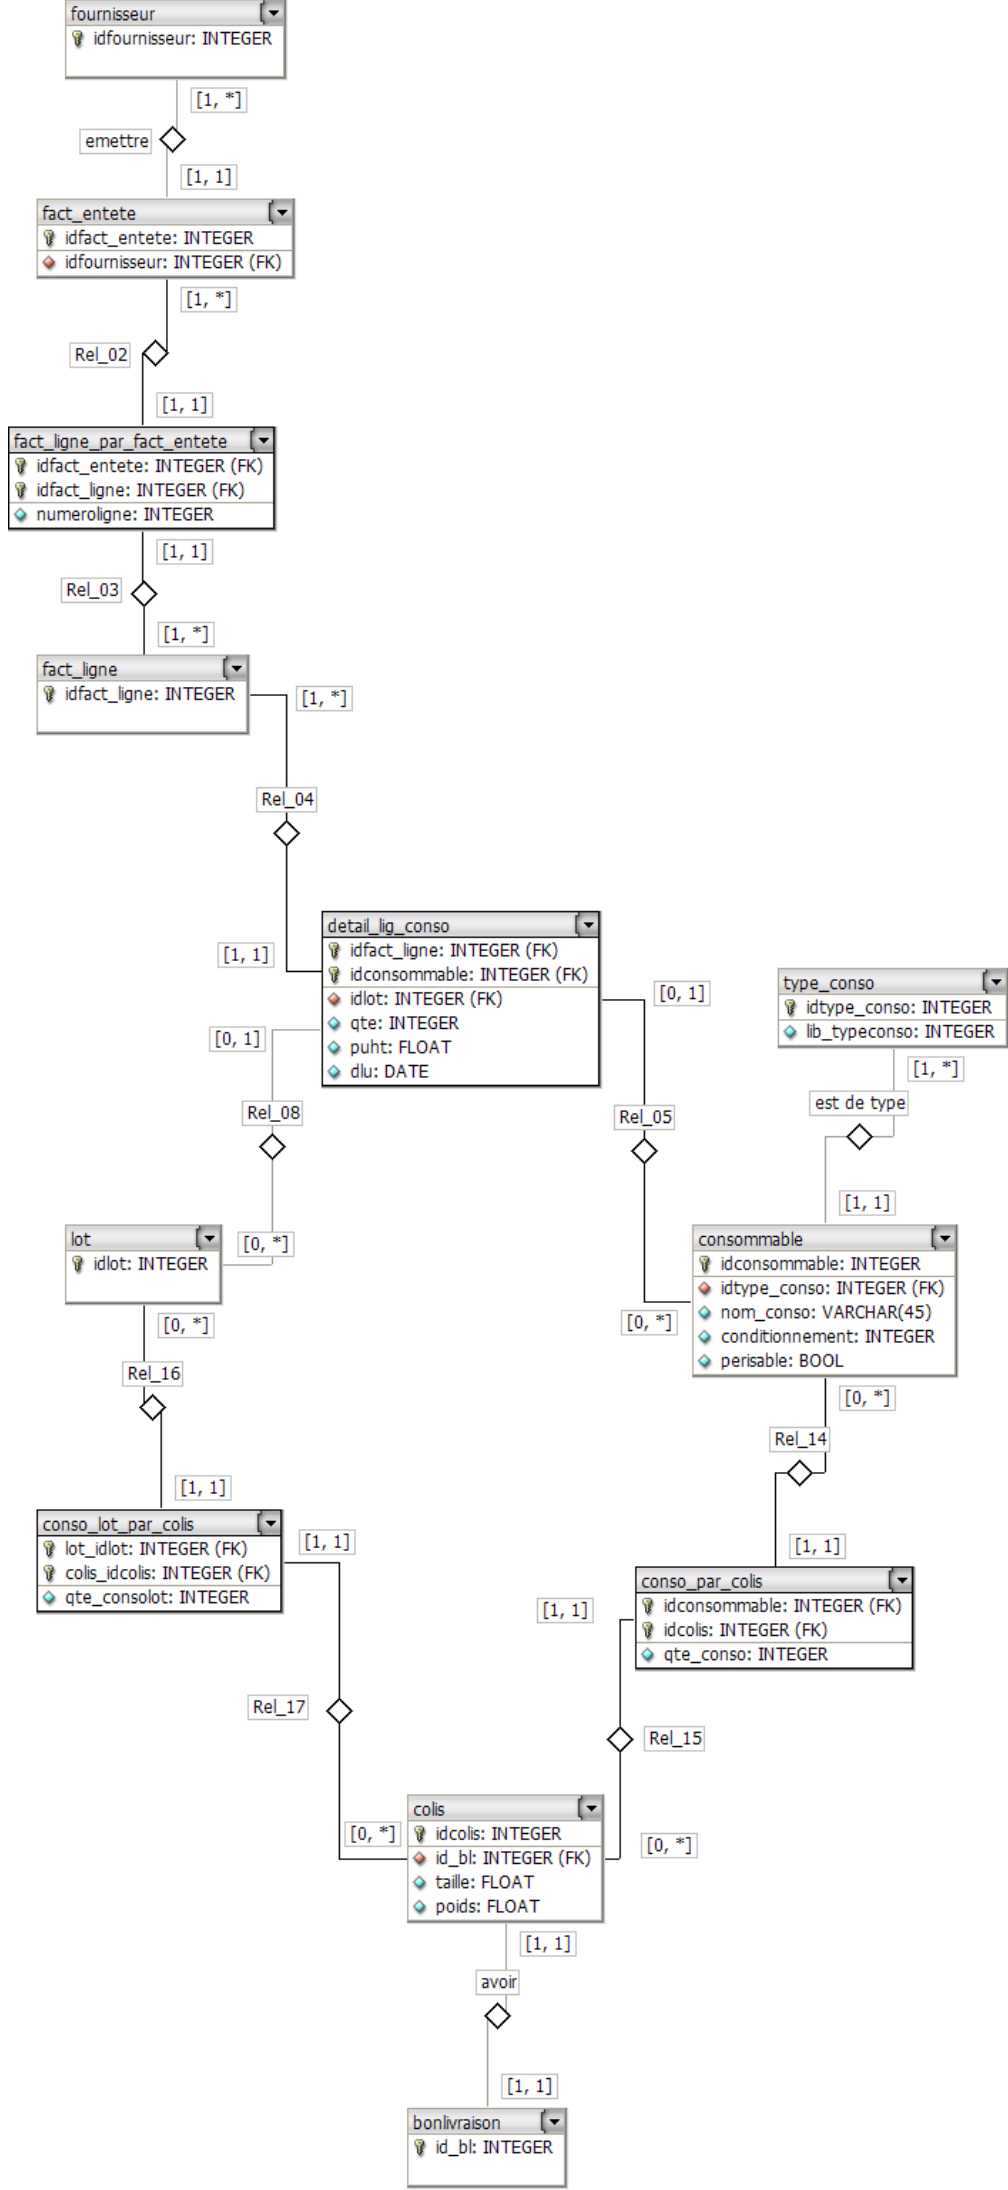 fournisseur
idfournisseur: INTEGER
[1, *]
emettre
[1, 1]
fact_entete
idfact_entete: INTEGER
idfournisseur: INTEGER (FK)
[1, *]
Rel_02
[1, 1]
fact_ligne_par_fact_entete
idfact_entete: INTEGER (FK)
idfact_ligne: INTEGER (FK)
numeroligne: INTEGER
[1, 1]
Rel_03
[1, *]
fact_ligne
idfact_ligne: INTEGER
[1, *]
Rel_04
[1, 1]
detail_lig_conso
idfact_ligne: INTEGER (FK)
idconsommable: INTEGER (FK)
idlot: INTEGER (FK)
qte: INTEGER
puht: FLOAT
dlu: DATE
[0, 1]
[0, 1]
type_conso
idtype_conso: INTEGER
lib_typeconso: INTEGER
[1, *]
est de type
[1, 1]
Rel_08
Rel_05
[0, *]
[0, *]
lot
idlot: INTEGER
consommable
idconsommable: INTEGER
idtype_conso: INTEGER (FK)
nom_conso: VARCHAR(45)
conditionnement: INTEGER
perisable: BOOL
[0, *]
Rel_16
[1, 1]
[0, *]
Rel_14
[1, 1]
conso_lot_par_colis
lot_idlot: INTEGER (FK)
colis_idcolis: INTEGER (FK)
qte_consolot: INTEGER
[1, 1]
conso_par_colis
idconsommable: INTEGER (FK)
idcolis: INTEGER (FK)
qte_conso: INTEGER
[1, 1]
Rel_17
Rel_15
[0, *]
[0, *]
colis
idcolis: INTEGER
id_bl: INTEGER (FK)
taille: FLOAT
poids: FLOAT
[1, 1]
avoir
[1, 1]
bonlivraison
id_bl: INTEGER